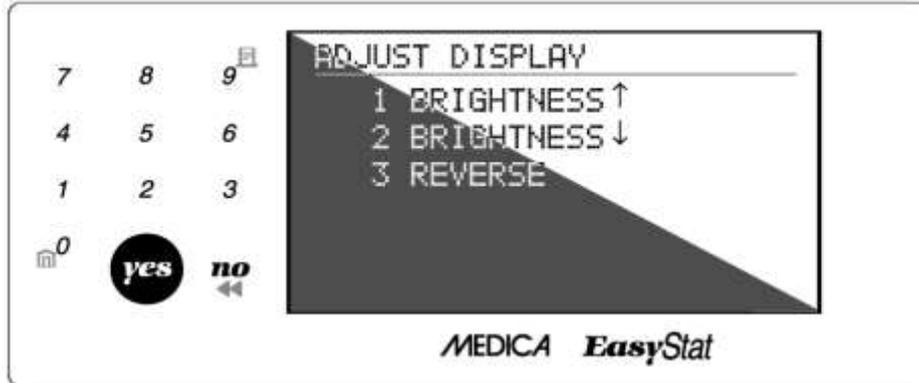 7 8 9
4 5 6
1 2 3
0 yes no
ADJUST DISPLAY
1 BRIGHTNESS↑
2 BRIGHTNESS↓
3 REVERSE
MEDICA EasyStat